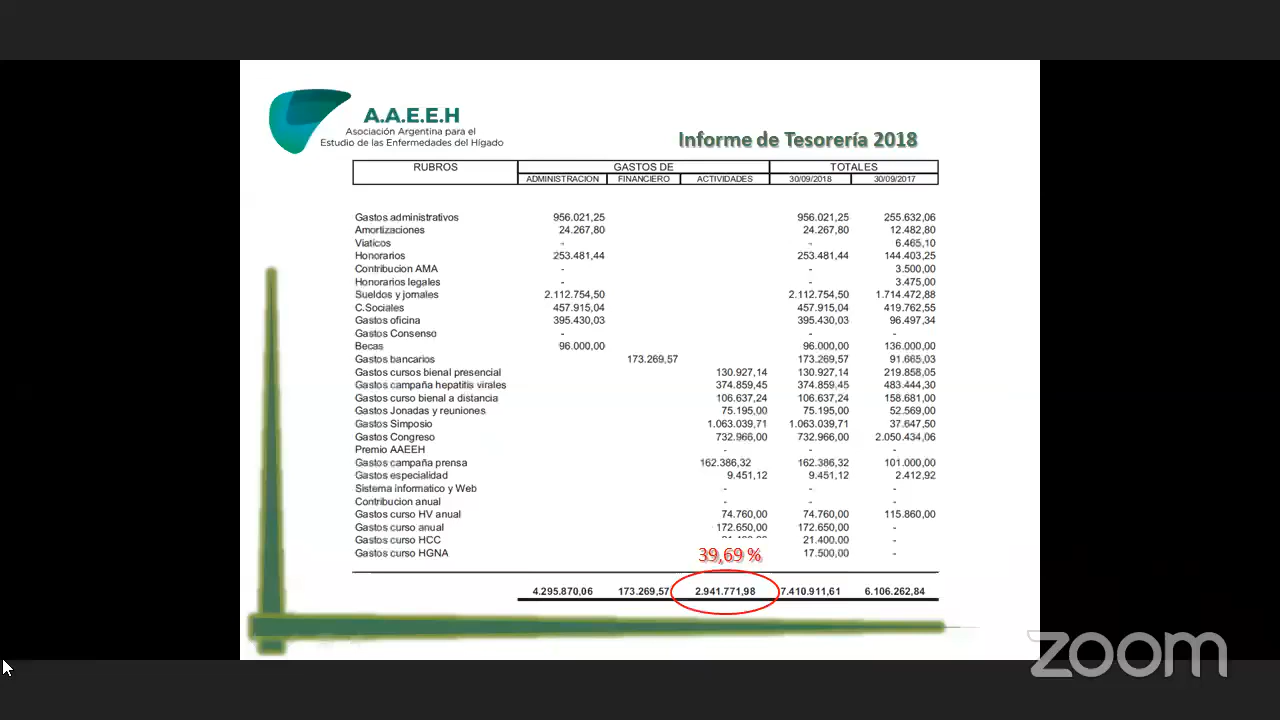 A.A.E.E.H
Asociación Argentina para el
Estudio de las Enfermedades del Hígado
Informe de Tesorería 2018
RUBROS GASTOS DE TOTALES
ADMINISTRACION FINANCIERO ACTIVIDADES 30/09/2018 30/09/2017
Gastos administrativos 956.021,25 956.021,25 255.632,06
Amortizaciones 24.267,80 24.267,80 12.482,80
Viaticos - - 6.465,10
Honorarios 253.481,44 253.481,44 144.403,25
Contribucion AMA - - 3.500,00
Honorarios legales - - 3.475,00
Sueldos y jornales 2.112.754,50 2.112.754,50 1.714.472,88
C.Sociales 457.915,04 457.915,04 419.762,55
Gastos oficina 395.430,03 395.430,03 96.497,34
Gastos Consenso - - -
Becas 96.000,00 96.000,00 136.000,00
Gastos bancarios 173.269,57 173.269,57 91.665,03
Gastos cursos bienal presencial 130.927,14 130.927,14 219.858,05
Gastos campaña hepatitis virales 374.859,45 374.859,45 483.444,30
Gastos curso bienal a distancia 106.637,24 106.637,24 158.681,00
Gastos Jonadas y reuniones 75.195,00 75.195,00 52.569,00
Gastos Simposio 1.063.039,71 1.063.039,71 37.647,50
Gastos Congreso 732.966,00 732.966,00 2.050.434,06
Premio AAEEH - - -
Gastos campaña prensa 162.386,32 162.386,32 101.000,00
Gastos especialidad 9.451,12 9.451,12 2.412,92
Sistema informatico y Web - - -
Contribucion anual - - -
Gastos curso HV anual 74.760,00 74.760,00 115.860,00
Gastos curso anual 172.650,00 172.650,00 -
Gastos curso HCC 21.400,00 -
Gastos curso HGNA 17.500,00 -
39,69 %
4.295.870,06 173.269,57 2.941.771,98 7.410.911,61 6.106.262,84
zoom